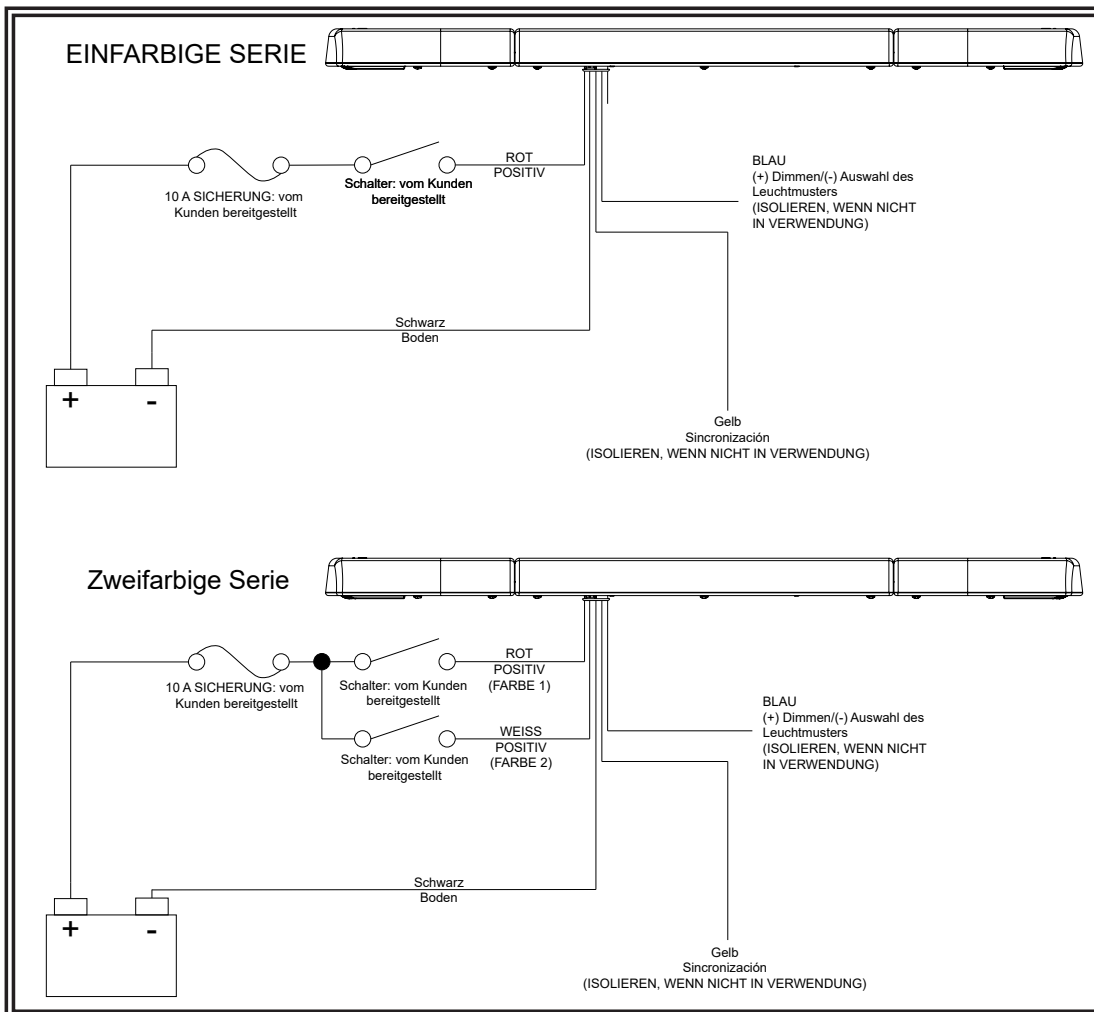 EINFARBIGE SERIE
ROT
POSITIV
10 A SICHERUNG: vom
Kunden bereitgestellt
Schalter: vom Kunden
bereitgestellt
BLAU
(+) Dimmen/(-) Auswahl des
Leuchtmusters
(ISOLIEREN, WENN NICHT
IN VERWENDUNG)
Schwarz
Boden
+ -
Gelb
Sincronización
(ISOLIEREN, WENN NICHT IN VERWENDUNG)
Zweifarbige Serie
ROT
POSITIV
(FARBE 1)
10 A SICHERUNG: vom
Kunden bereitgestellt
Schalter: vom Kunden
bereitgestellt
WEISS
POSITIV
(FARBE 2)
Schalter: vom Kunden
bereitgestellt
BLAU
(+) Dimmen/(-) Auswahl des
Leuchtmusters
(ISOLIEREN, WENN NICHT
IN VERWENDUNG)
Schwarz
Boden
+ -
Gelb
Sincronización
(ISOLIEREN, WENN NICHT IN VERWENDUNG)